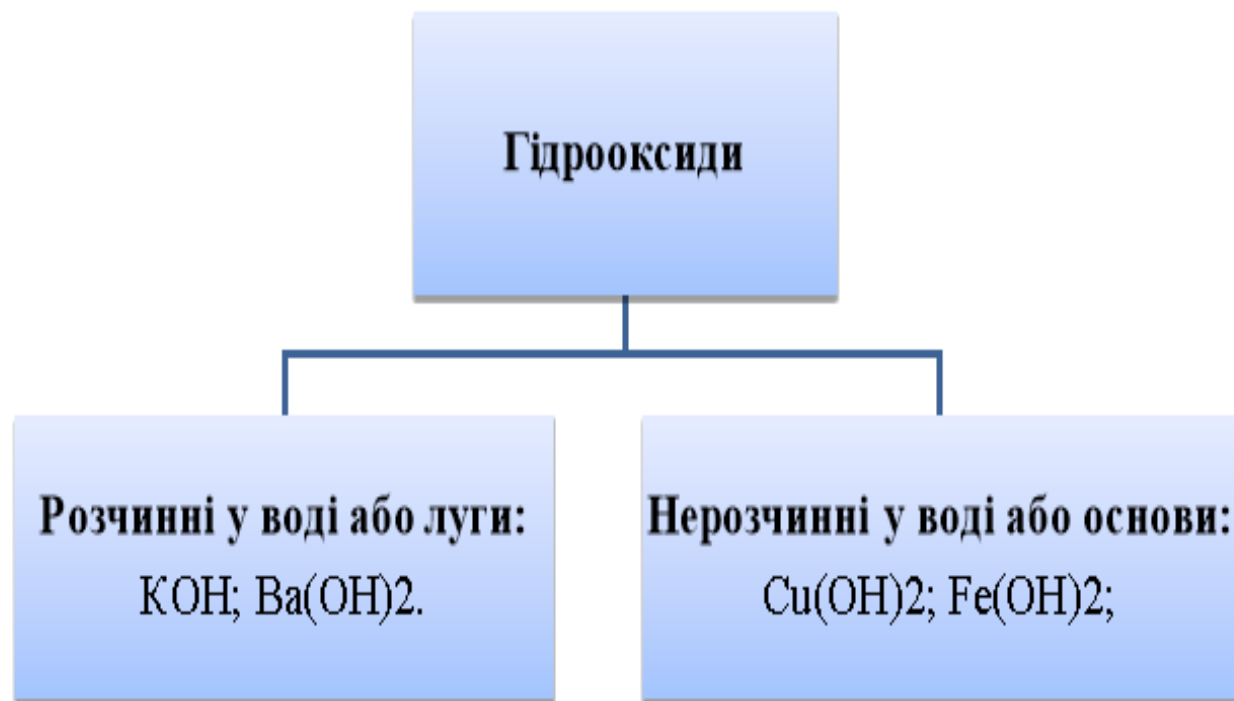 Гідрооксиди
Розчинні у воді або луги:
KOH; Ba(OH)2.
Нерозчинні у воді або основи:
Cu(OH)2; Fe(OH)2;